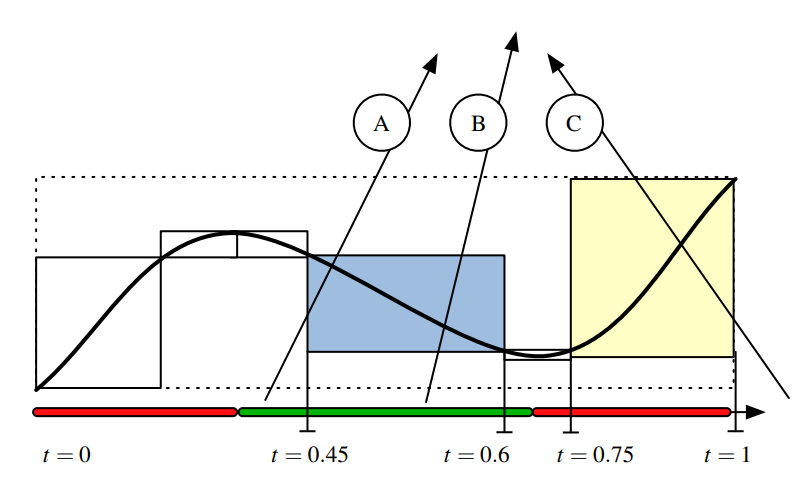 A B C
t = 0 t = 0.45 t = 0.6 t = 0.75 t = 1